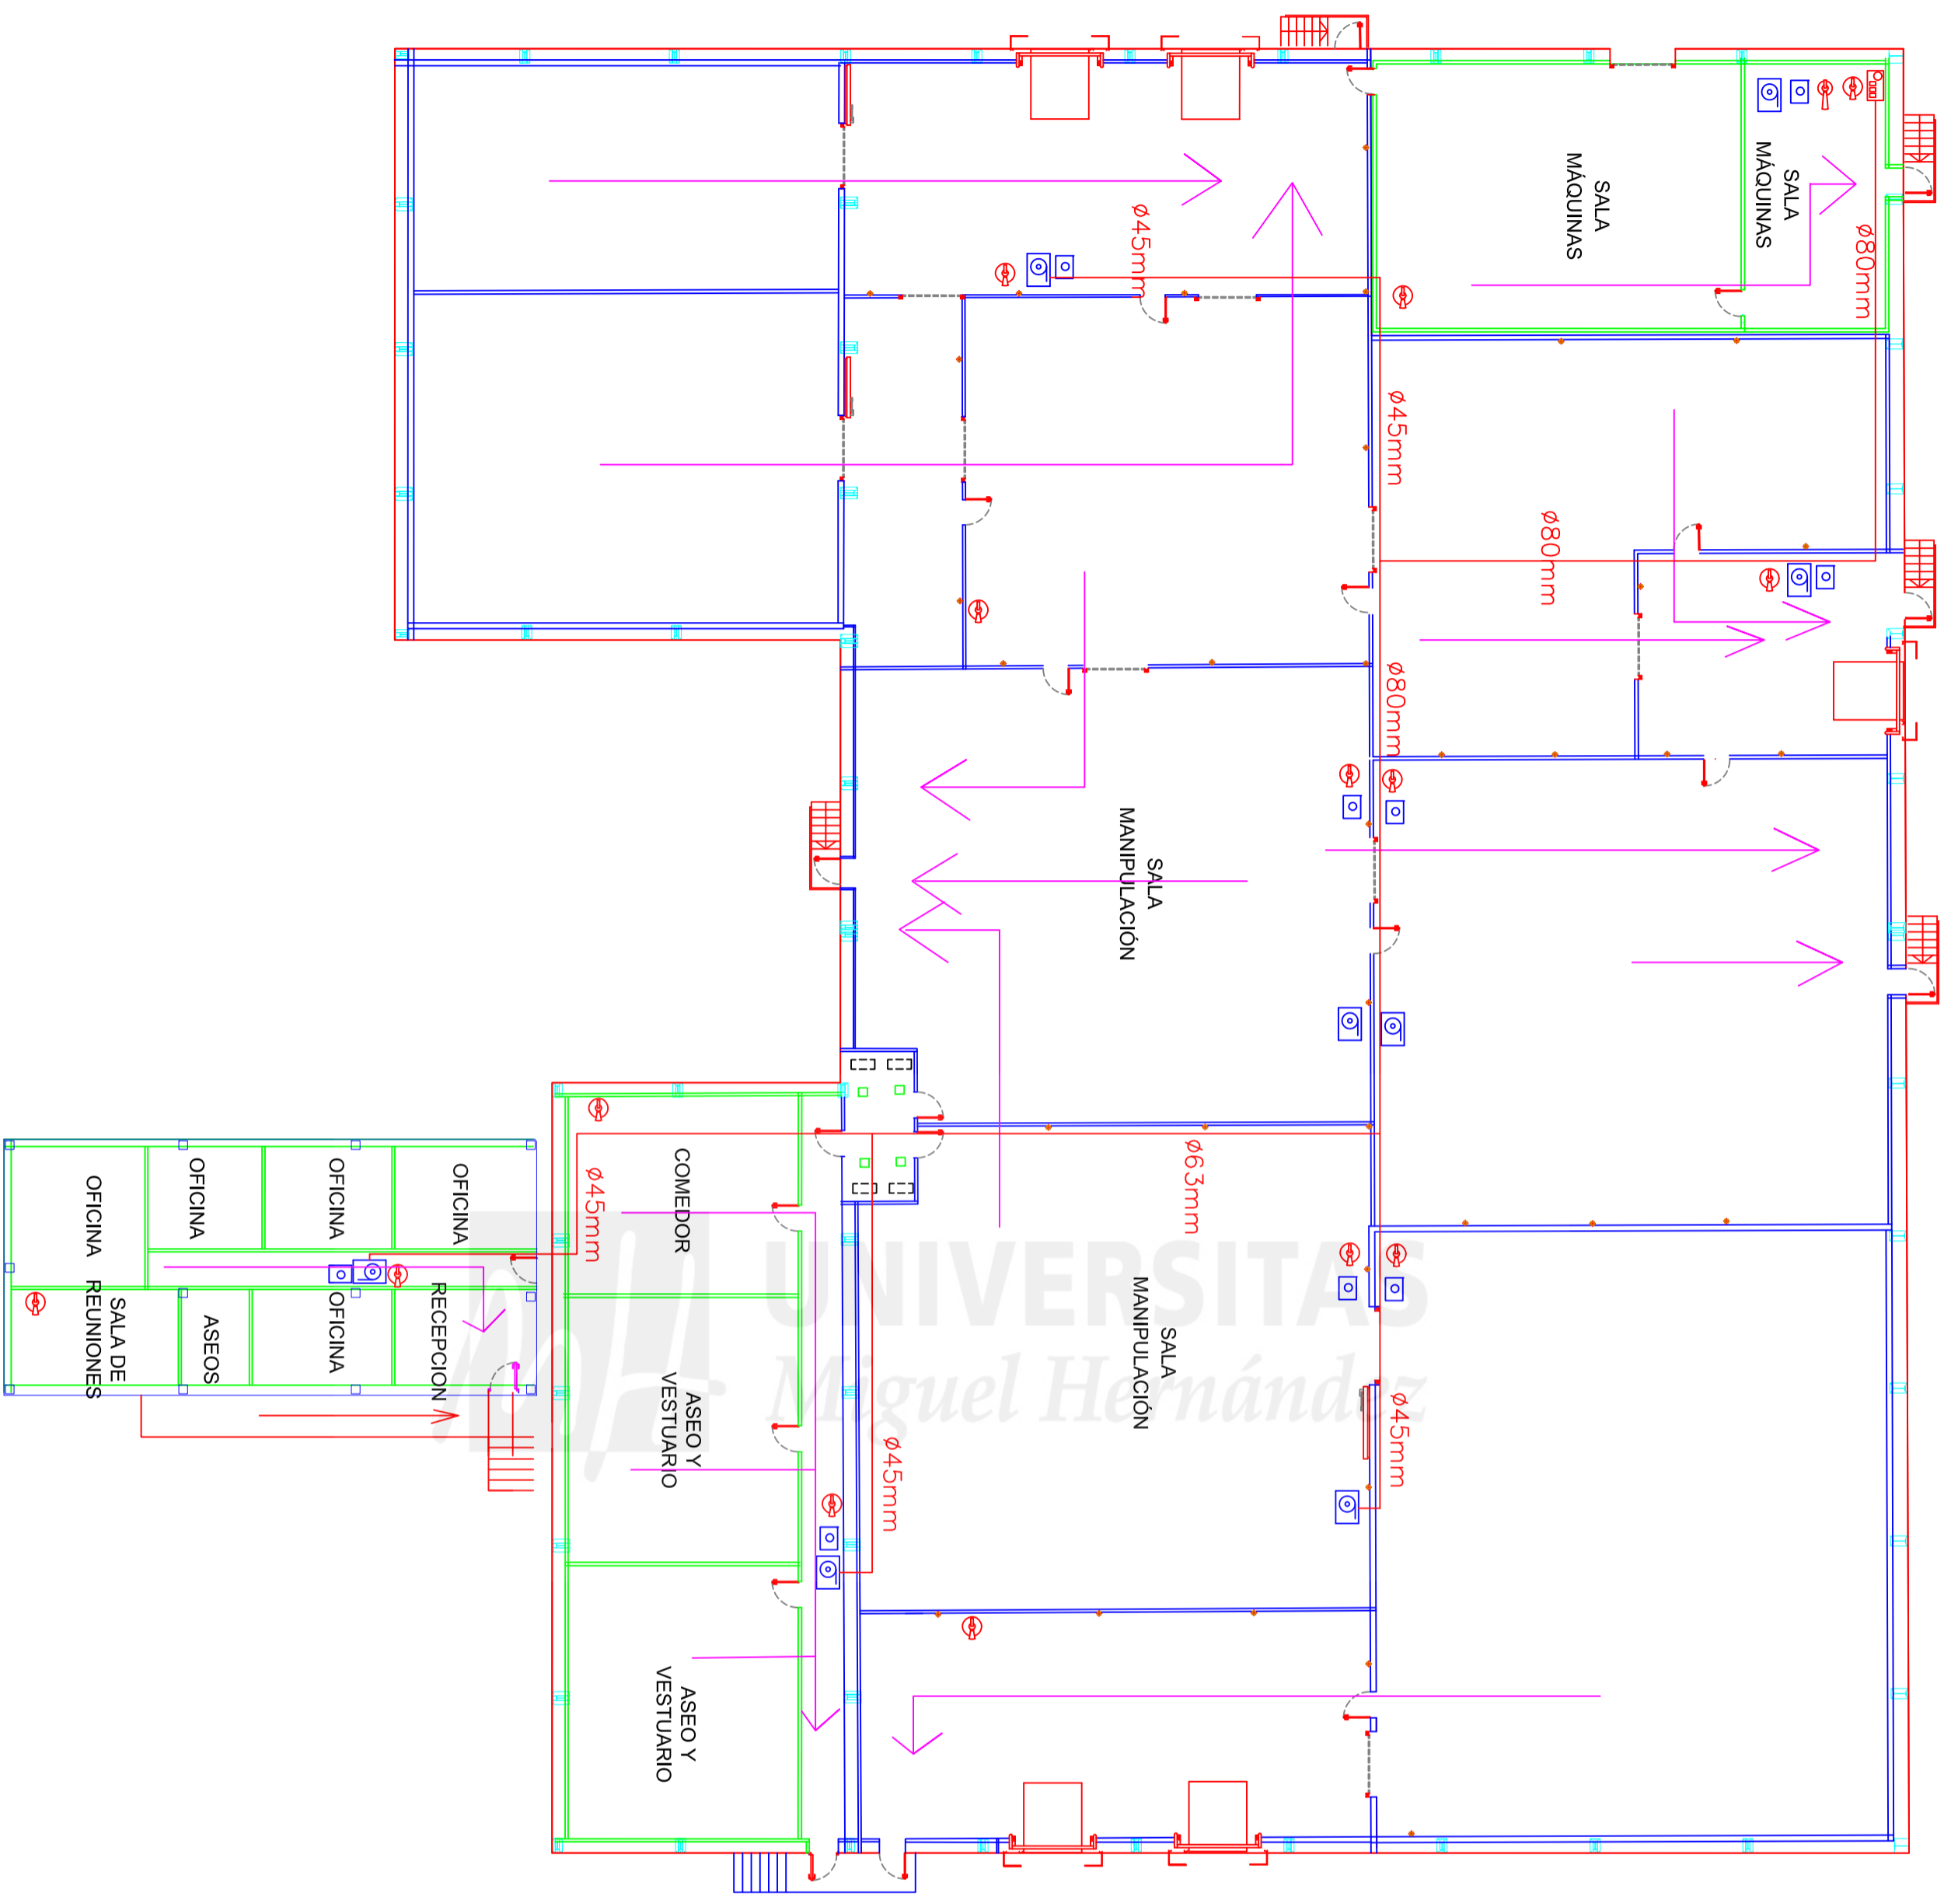 SALA
MÁQUINAS
SALA
MÁQUINAS
Ø80mm
Ø45mm
Ø45mm
Ø80mm
Ø80mm
SALA
MANIPULACIÓN
Ø63mm
SALA
MANIPULACIÓN
Ø45mm
Ø45mm
Ø45mm
COMEDOR
ASEO Y
VESTUARIO
ASEO Y
VESTUARIO
OFICINA
OFICINA
OFICINA
OFICINA
RECEPCION
OFICINA
ASEOS
SALA DE
REUNIONES
UNIVERSITAS
Miguel Hernández